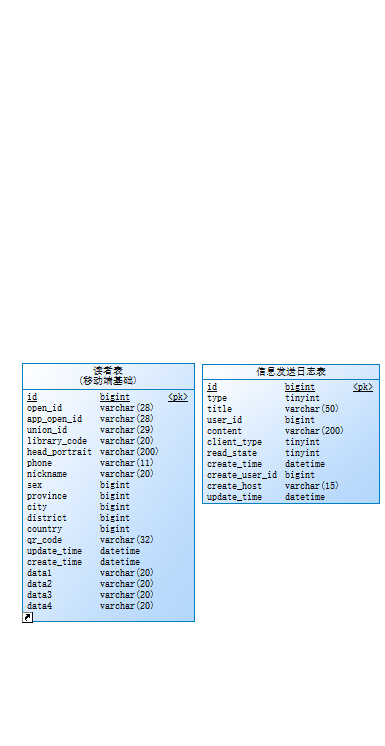 读者表
(移动端基础)
id bigint <pk>
open_id varchar(28)
app_open_id varchar(28)
union_id varchar(29)
library_code varchar(20)
head_portrait varchar(200)
phone varchar(11)
nickname varchar(20)
sex bigint
province bigint
city bigint
district bigint
country bigint
qr_code varchar(32)
update_time datetime
create_time datetime
data1 varchar(20)
data2 varchar(20)
data3 varchar(20)
data4 varchar(20)
信息发送日志表
id bigint <pk>
type tinyint
title varchar(50)
user_id bigint
content varchar(200)
client_type tinyint
read_state tinyint
create_time datetime
create_user_id bigint
create_host varchar(15)
update_time datetime